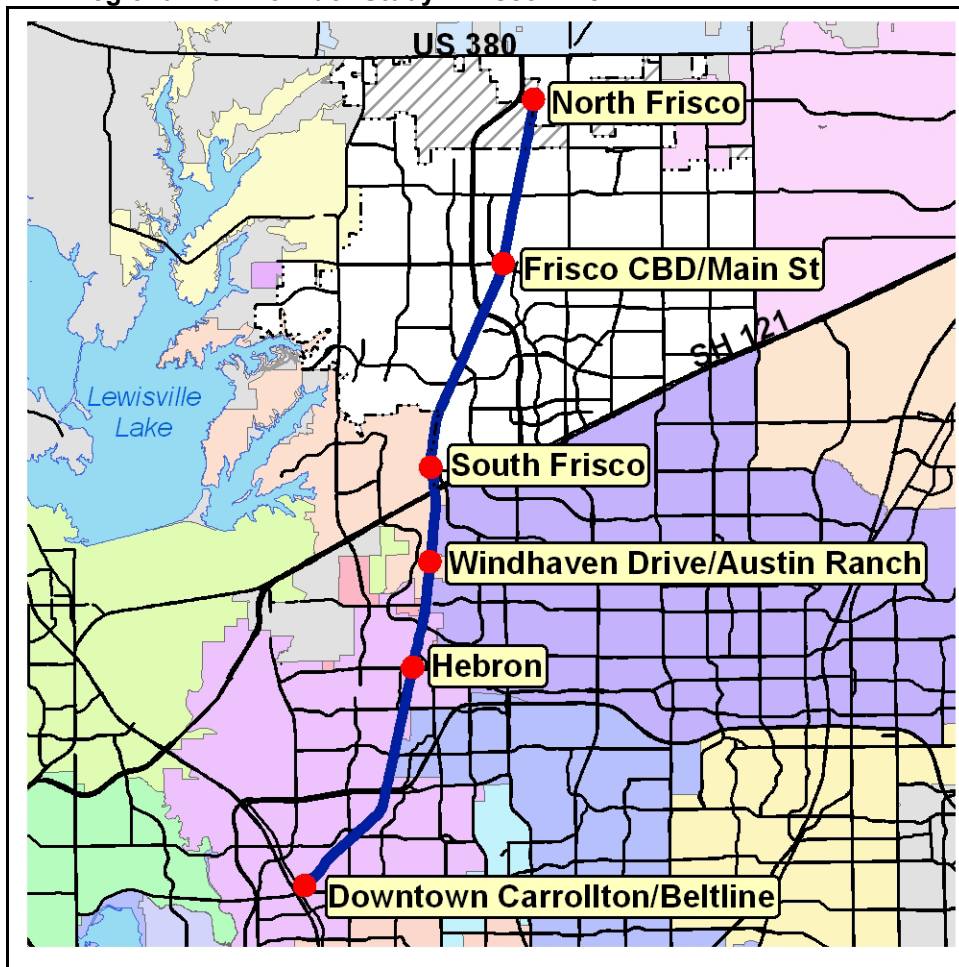 US 380
North Frisco
Frisco CBD/Main St
SH 121
Lewisville
Lake
South Frisco
Windhaven Drive/Austin Ranch
Hebron
Downtown Carrollton/Beltline